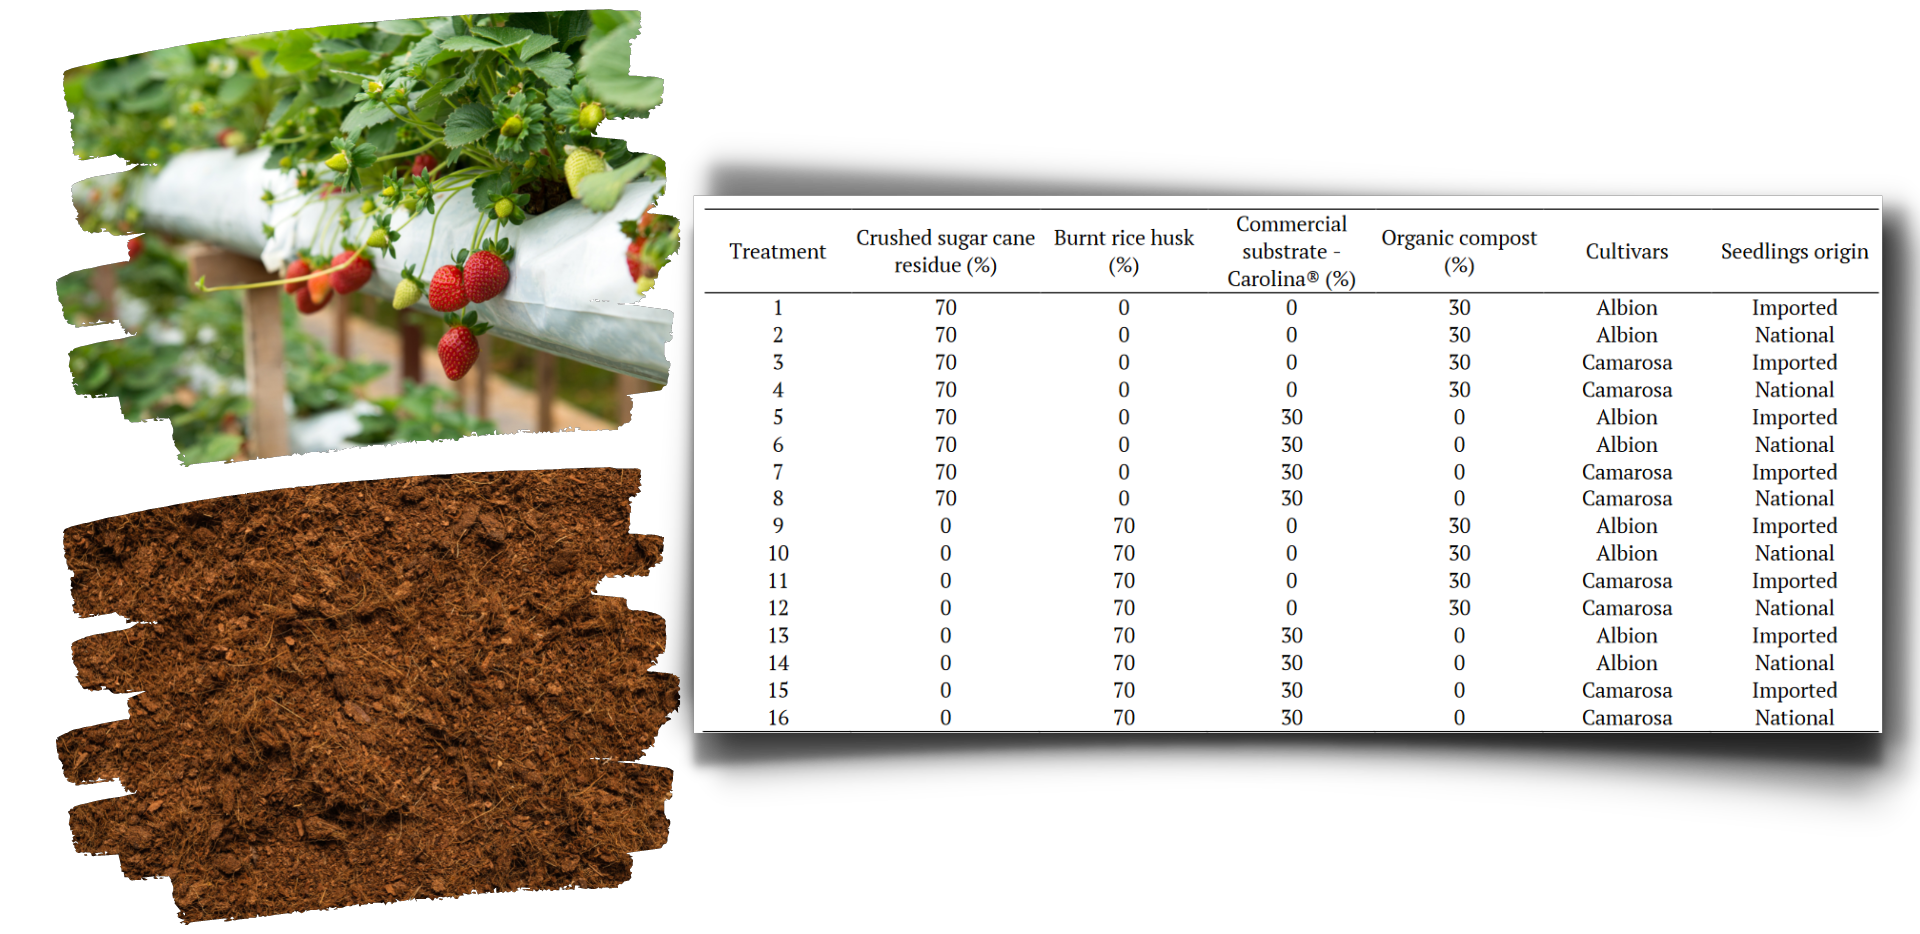 Treatment Crushed sugar cane residue (%) Burnt rice husk (%) Commercial substrate - Carolina® (%) Organic compost (%) Cultivars Seedlings origin
1 70 0 0 30 Albion Imported
2 70 0 0 30 Albion National
3 70 0 0 30 Camarosa Imported
4 70 0 0 30 Camarosa National
5 70 0 30 0 Albion Imported
6 70 0 30 0 Albion National
7 70 0 30 0 Camarosa Imported
8 70 0 30 0 Camarosa National
9 0 70 0 30 Albion Imported
10 0 70 0 30 Albion National
11 0 70 0 30 Camarosa Imported
12 0 70 0 30 Camarosa National
13 0 70 30 0 Albion Imported
14 0 70 30 0 Albion National
15 0 70 30 0 Camarosa Imported
16 0 70 30 0 Camarosa National